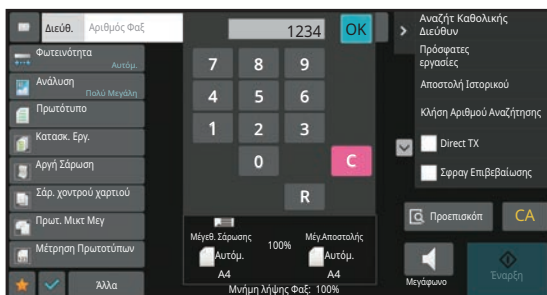 Διεύθ. Αριθμός Φαξ
Φωτεινότητα
Αυτόμ.
Ανάλυση
Πολύ Μεγάλη
Πρωτότυπο
Κατασκ. Εργ.
Αργή Σάρωση
Σάρ. χοντρού χαρτιού
Πρωτ. Μικτ Μεγ
Μέτρηση Πρωτοτύπων
Άλλα
1234 OK
7 8 9
4 5 6
1 2 3
0 C
R
Μέγεθ. Σάρωσης
Αυτόμ.
A4
100%
Μέγ.Αποστολής
Αυτόμ.
A4
Μνήμη λήψης Φαξ: 100%
Αναζήτ Καθολικής
Διεύθυν
Πρόσφατες
εργασίες
Αποστολή Ιστορικού
Κλήση Αριθμού Αναζήτησης
Direct TX
Σφραγ Επιβεβαίωσης
Προεπισκόπ CA
Μεγάφωνο
Έναρξη